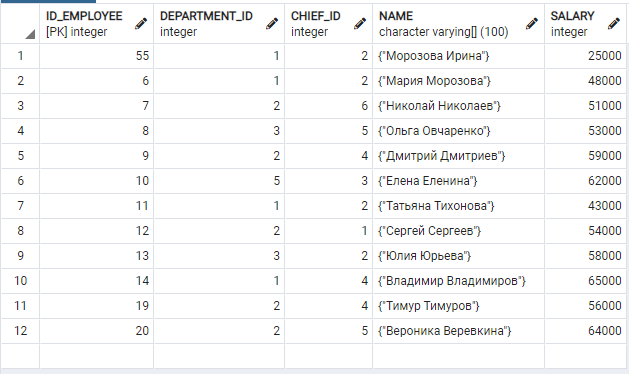 ID_EMPLOYEE DEPARTMENT_ID CHIEF_ID NAME SALARY
[PK] integer integer integer character varying[] (100) integer
1 55 1 2 {"Морозова Ирина"} 25000
2 6 1 2 {"Мария Морозова"} 48000
3 7 2 6 {"Николай Николаев"} 51000
4 8 3 5 {"Ольга Овчаренко"} 53000
5 9 2 4 {"Дмитрий Дмитриев"} 59000
6 10 5 3 {"Елена Еленина"} 62000
7 11 1 2 {"Татьяна Тихонова"} 43000
8 12 2 1 {"Сергей Сергеев"} 54000
9 13 3 2 {"Юлия Юрьева"} 58000
10 14 1 4 {"Владимир Владимиров"} 65000
11 19 2 4 {"Тимур Тимуров"} 56000
12 20 2 5 {"Вероника Веревкина"} 64000